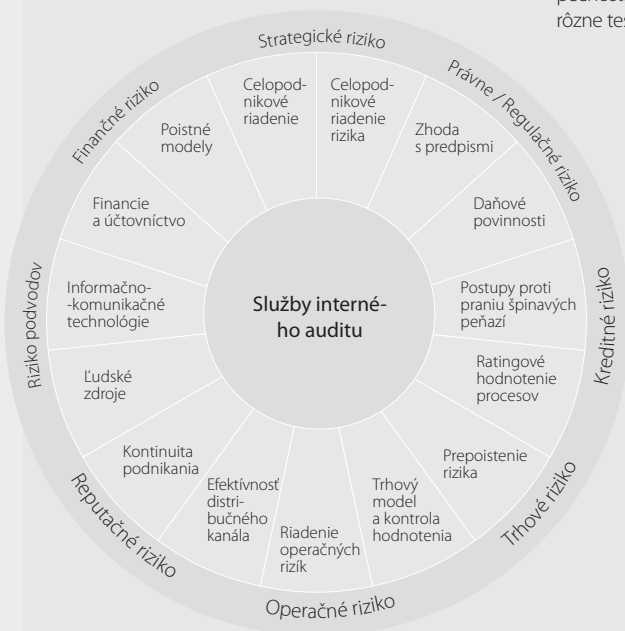 rôzne tes
Strategické riziko
Právne / Regulačné riziko
Kreditné riziko
Trhové riziko
Operačné riziko
Reputačné riziko
Riziko podvodov
Finančné riziko
Celopod-
nikové
riadenie
Celopod-
nikové
riadenie
rizika
Zhoda
s predpismi
Daňové
povinnosti
Postupy proti
praniu špinavých
peňazí
Ratingové
hodnotenie
procesov
Prepoistenie
rizika
Trhový
model
a kontrola
hodnotenia
Riadenie
operačných
rizík
Efektívnosť
distri-
bučného
kanála
Kontinuita
podnikania
Ľudské
zdroje
Informačno-
-komunikačné
technológie
Financie
a účtovníctvo
Poistné
modely
Služby interné-
ho auditu